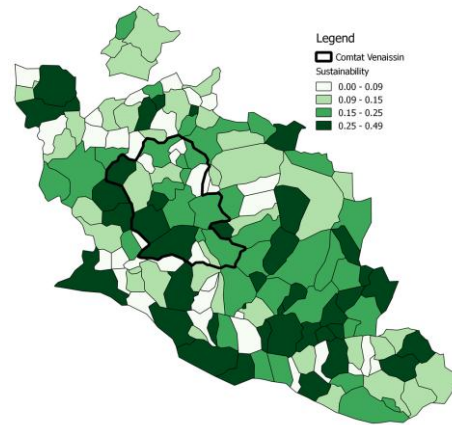 Legend
Comtat Venaissin
Sustainability
0.00 - 0.09
0.09 - 0.15
0.15 - 0.25
0.25 - 0.49